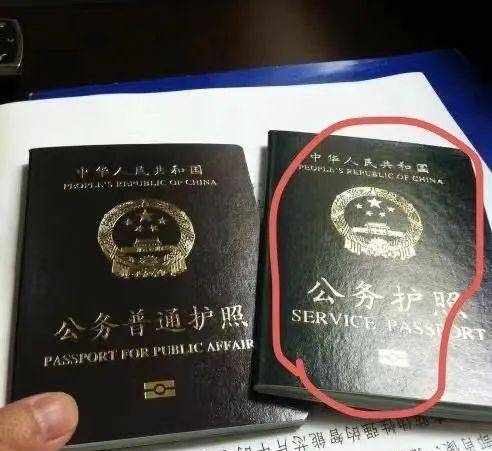 中华人民共和国
PEOPLE'S REPUBLIC OF CHINA
公务普通护照
PASSPORT FOR PUBLIC AFFAIR
中华人民共和国
PEOPLE'S REPUBLIC OF CHINA
公务护照
SERVICE PASSPORT